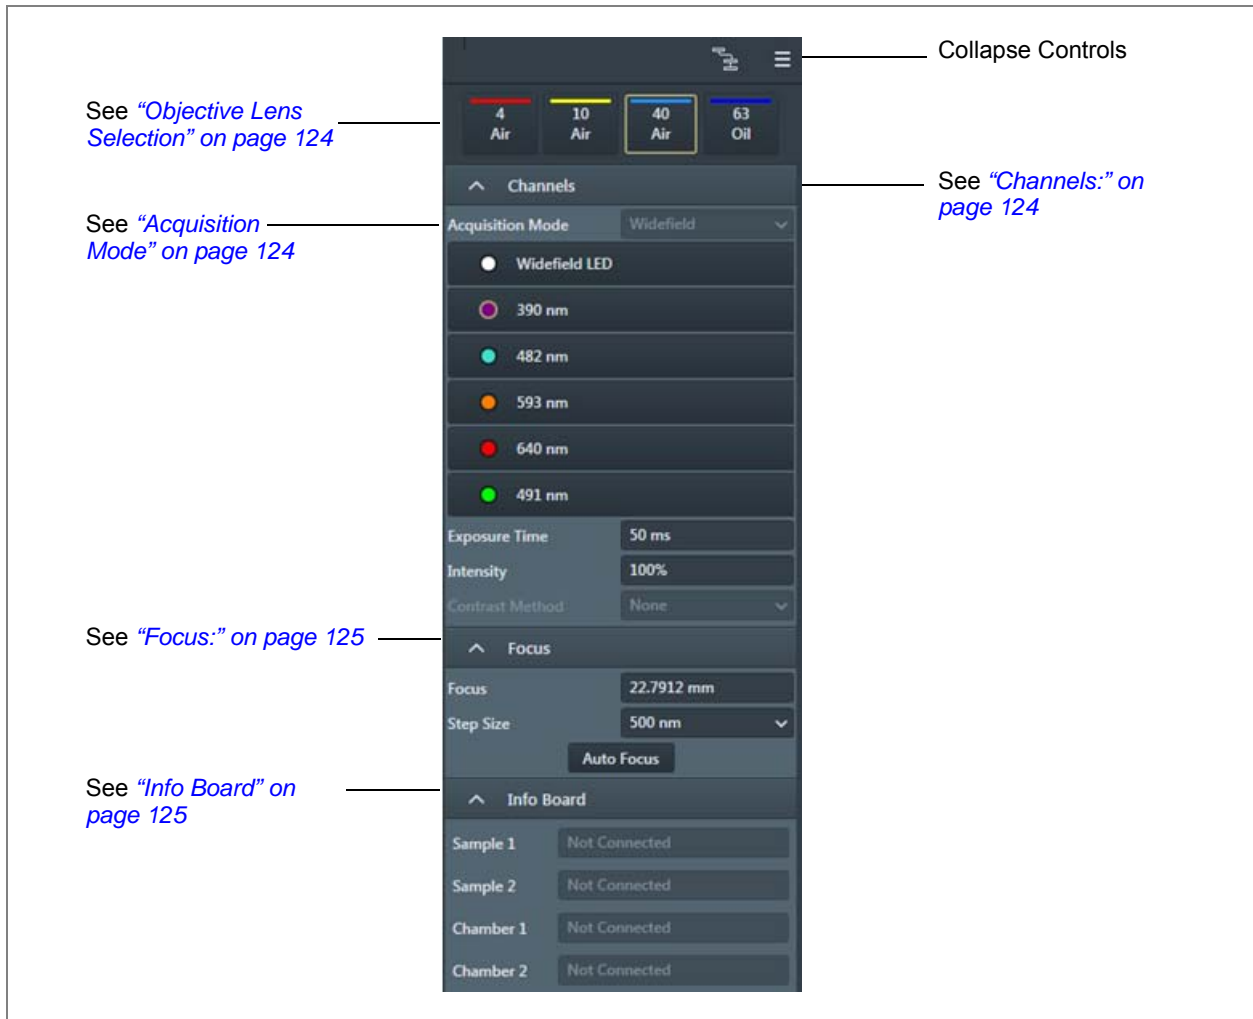 Collapse Controls
See “Objective Lens
Selection” on page 124
4 10 40 63
Air Air Air Oil
Channels
See “Channels:” on
page 124
See “Acquisition
Mode” on page 124
Acquisition Mode Widefield
Widefield LED
390 nm
482 nm
593 nm
640 nm
491 nm
Exposure Time 50 ms
Intensity 100%
Contrast Method None
See “Focus:” on page 125
Focus
Focus 22.7912 mm
Step Size 500 nm
Auto Focus
See “Info Board” on
page 125
Info Board
Sample 1 Not Connected
Sample 2 Not Connected
Chamber 1 Not Connected
Chamber 2 Not Connected